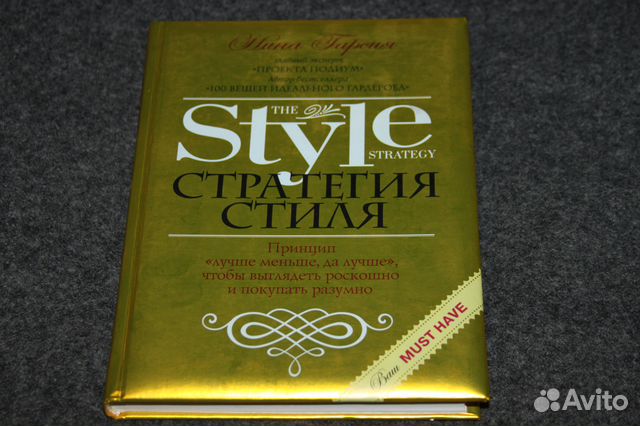 Нина Гарсия
главный эксперт
«ПРОЕКТА ПОДИУМ»
Автор бестселлера
«100 ВЕЩЕЙ ИДЕАЛЬНОГО ГАРДЕРОБА»
THE
Style
STRATEGY
СТРАТЕГИЯ
СТИЛЯ
Принцип
«лучше меньше, да лучше»,
чтобы выглядеть роскошно
и покупать разумно
Ваш MUST HAVE
Avito